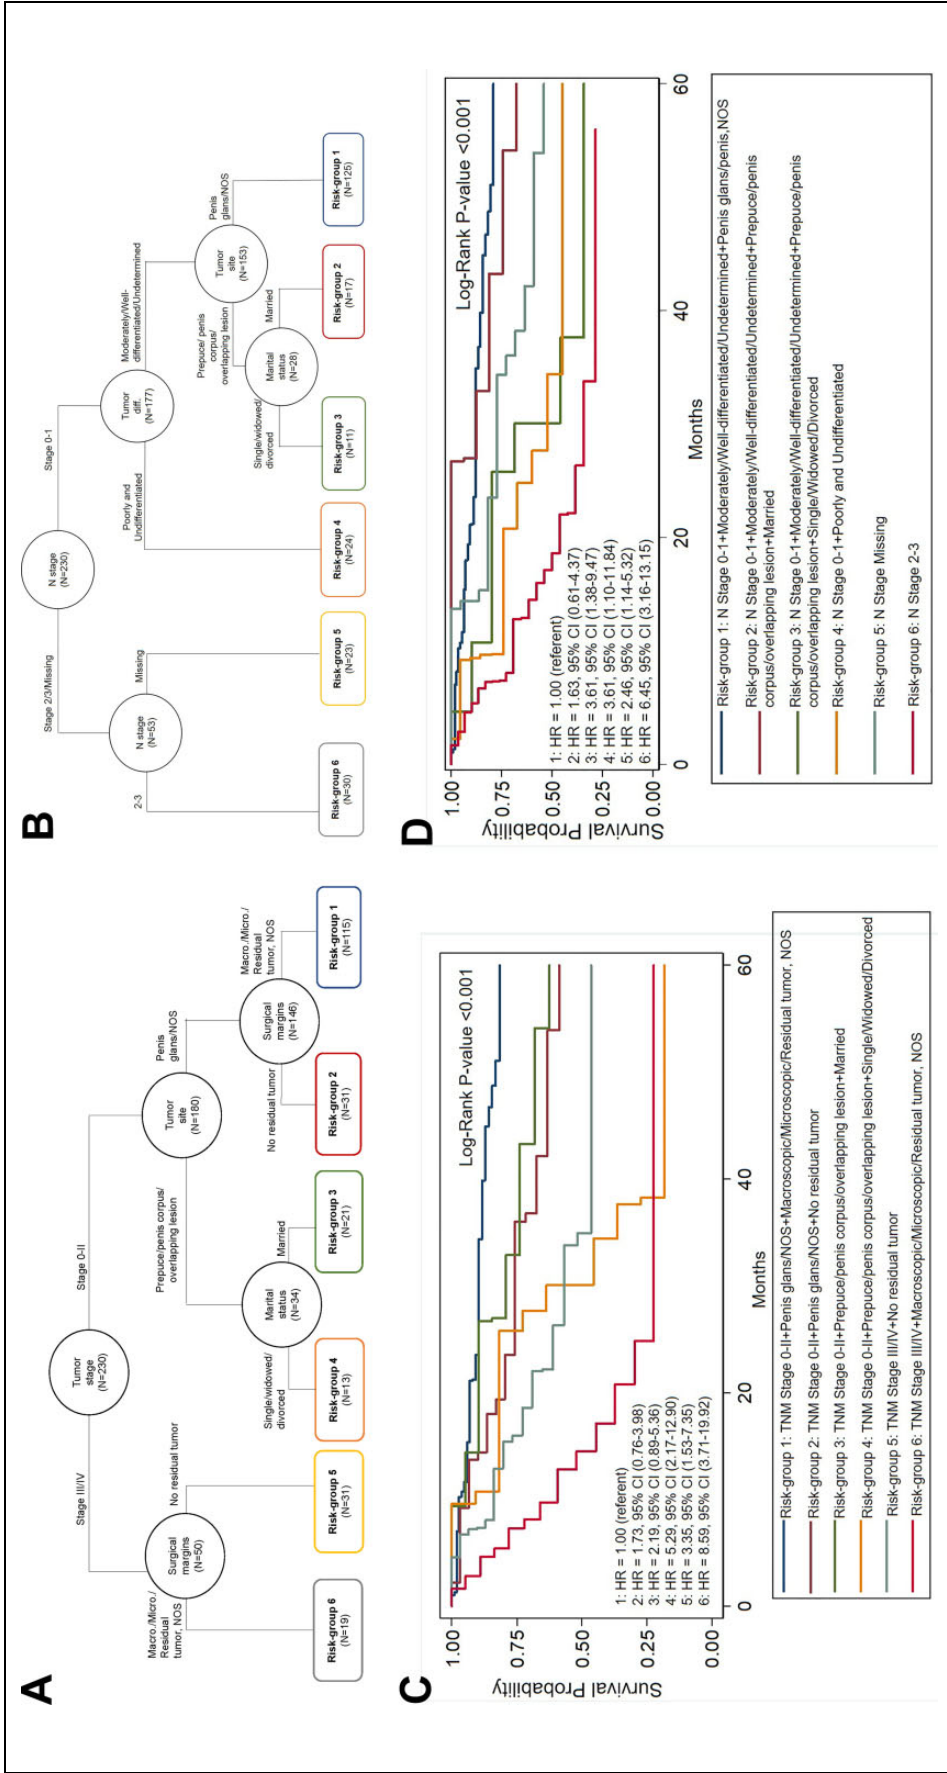 A
Tumor
stage
(N=230)
Stage III/IV
Stage 0-II
Surgical
margins
(N=50)
Tumor
site
(N=180)
Macro./Micro./
Residual
tumor, NOS
No residual tumor
Prepuce/penis corpus/
overlapping lesion
Penis
glans/NOS
Marital
status
(N=34)
Surgical
margins
(N=146)
Single/widowed/
divorced
Married
No residual tumor
Macro./Micro./
Residual
tumor, NOS
Risk-group 6
(N=19)
Risk-group 5
(N=31)
Risk-group 4
(N=13)
Risk-group 3
(N=21)
Risk-group 2
(N=31)
Risk-group 1
(N=115)
B
N stage
(N=230)
Stage 2/3/Missing
Stage 0-1
N stage
(N=53)
Tumor
diff.
(N=177)
2-3
Missing
Poorly and
Undifferentiated
Moderately/Well-
differentiated/Undetermined
Tumor
site
(N=153)
Prepuce/ penis
corpus/
overlapping lesion
Penis
glans/NOS
Marital
status
(N=28)
Single/widowed/
divorced
Married
Risk-group 6
(N=30)
Risk-group 5
(N=23)
Risk-group 4
(N=24)
Risk-group 3
(N=11)
Risk-group 2
(N=17)
Risk-group 1
(N=125)
C
Survival Probability
1.00
0.75
0.50
0.25
0.00
Log-Rank P-value <0.001
1: HR = 1.00 (referent)
2: HR = 1.73, 95% CI (0.76-3.98)
3: HR = 2.19, 95% CI (0.89-5.36)
4: HR = 5.29, 95% CI (2.17-12.90)
5: HR = 3.35, 95% CI (1.53-7.35)
6: HR = 8.59, 95% CI (3.71-19.92)
0
20
40
60
Months
Risk-group 1: TNM Stage 0-II+Penis glans/NOS+Macroscopic/Microscopic/Residual tumor, NOS
Risk-group 2: TNM Stage 0-II+Penis glans/NOS+No residual tumor
Risk-group 3: TNM Stage 0-II+Prepuce/penis corpus/overlapping lesion+Married
Risk-group 4: TNM Stage 0-II+Prepuce/penis corpus/overlapping lesion+Single/Widowed/Divorced
Risk-group 5: TNM Stage III/IV+No residual tumor
Risk-group 6: TNM Stage III/IV+Macroscopic/Microscopic/Residual tumor, NOS
D
Survival Probability
1.00
0.75
0.50
0.25
0.00
Log-Rank P-value <0.001
1: HR = 1.00 (referent)
2: HR = 1.63, 95% CI (0.61-4.37)
3: HR = 3.61, 95% CI (1.38-9.47)
4: HR = 3.61, 95% CI (1.10-11.84)
5: HR = 2.46, 95% CI (1.14-5.32)
6: HR = 6.45, 95% CI (3.16-13.15)
0
20
40
60
Months
Risk-group 1: N Stage 0-1+Moderately/Well-differentiated/Undetermined+Penis glans/penis,NOS
Risk-group 2: N Stage 0-1+Moderately/Well-differentiated/Undetermined+Prepuce/penis
corpus/overlapping lesion+Married
Risk-group 3: N Stage 0-1+Moderately/Well-differentiated/Undetermined+Prepuce/penis
corpus/overlapping lesion+Single/Widowed/Divorced
Risk-group 4: N Stage 0-1+Poorly and Undifferentiated
Risk-group 5: N Stage Missing
Risk-group 6: N Stage 2-3